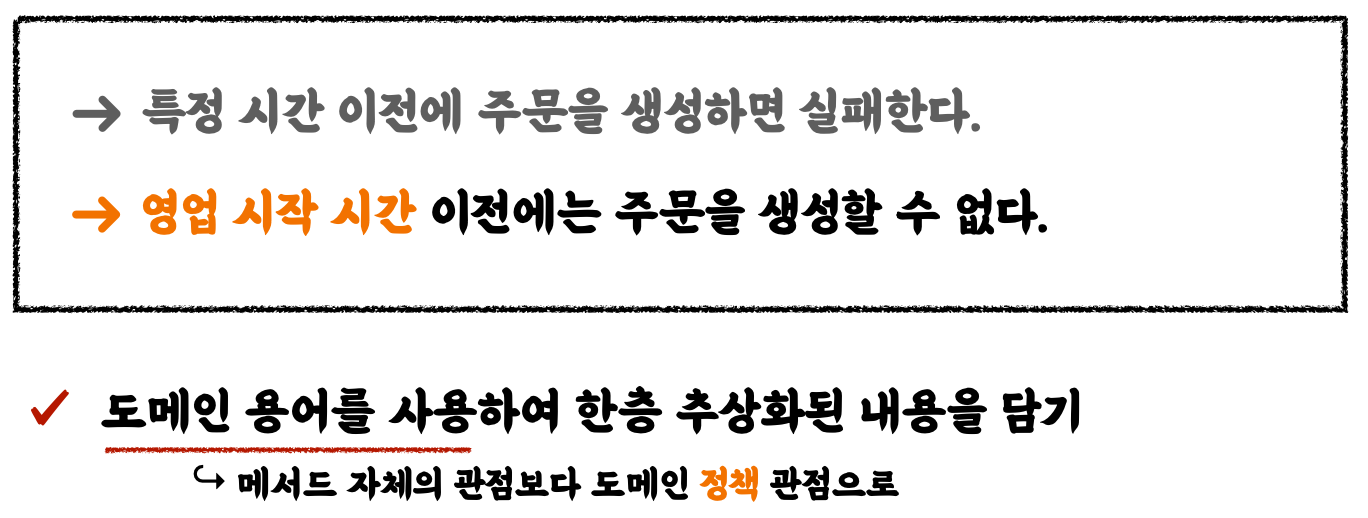 → 특정 시간 이전에 주문을 생성하면 실패한다.
→ 영업 시작 시간 이전에는 주문을 생성할 수 없다.
✓ 도메인 용어를 사용하여 한층 추상화된 내용을 담기
↪ 메서드 자체의 관점보다 도메인 정책 관점으로